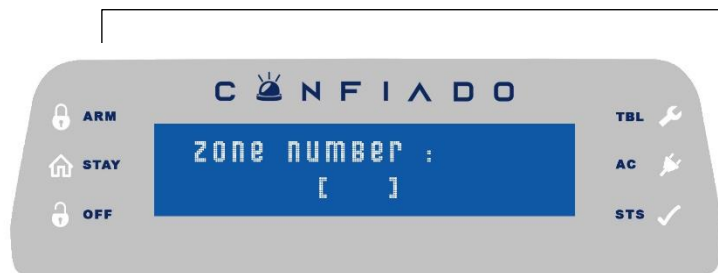 CONFIADO
ARM
TBL
zone number :
STAY
AC
[ ]
OFF
STS